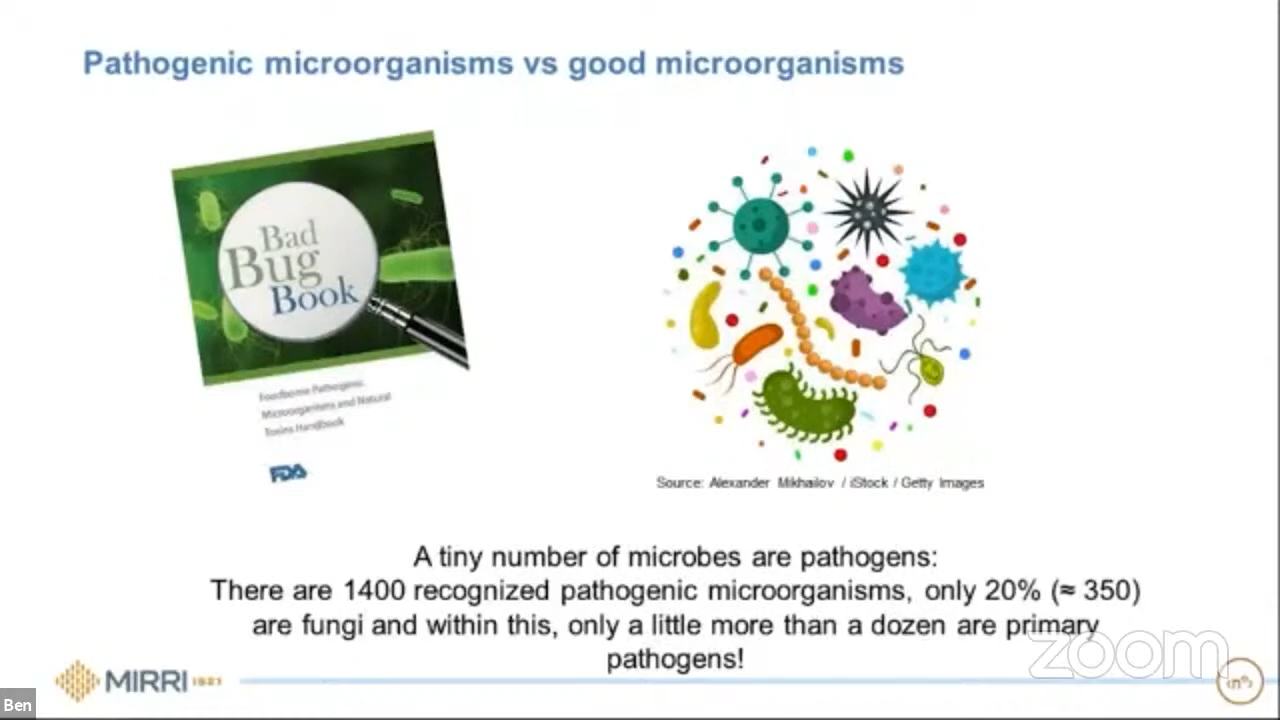 Pathogenic microorganisms vs good microorganisms
Bad
Bug
Book
Foodborne Pathogenic
Microorganisms and Natural
Toxins Handbook
FDA
Source: Alexander Mikhailov / iStock / Getty Images
A tiny number of microbes are pathogens:
There are 1400 recognized pathogenic microorganisms, only 20% (≈ 350)
are fungi and within this, only a little more than a dozen are primary
pathogens!
zoom
MIRRI
Ben